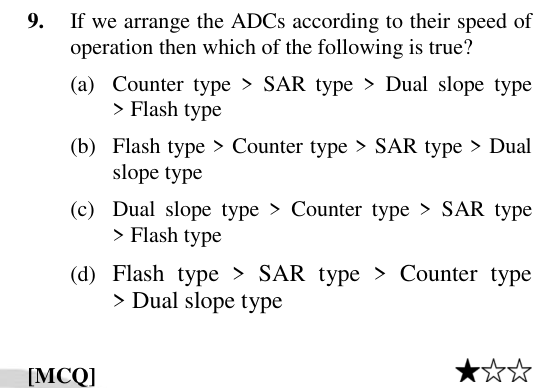 9. If we arrange the ADCs according to their speed of
operation then which of the following is true?
(a) Counter type > SAR type > Dual slope type
> Flash type
(b) Flash type > Counter type > SAR type > Dual
slope type
(c) Dual slope type > Counter type > SAR type
> Flash type
(d) Flash type > SAR type > Counter type
> Dual slope type
[MCQ] ★☆☆